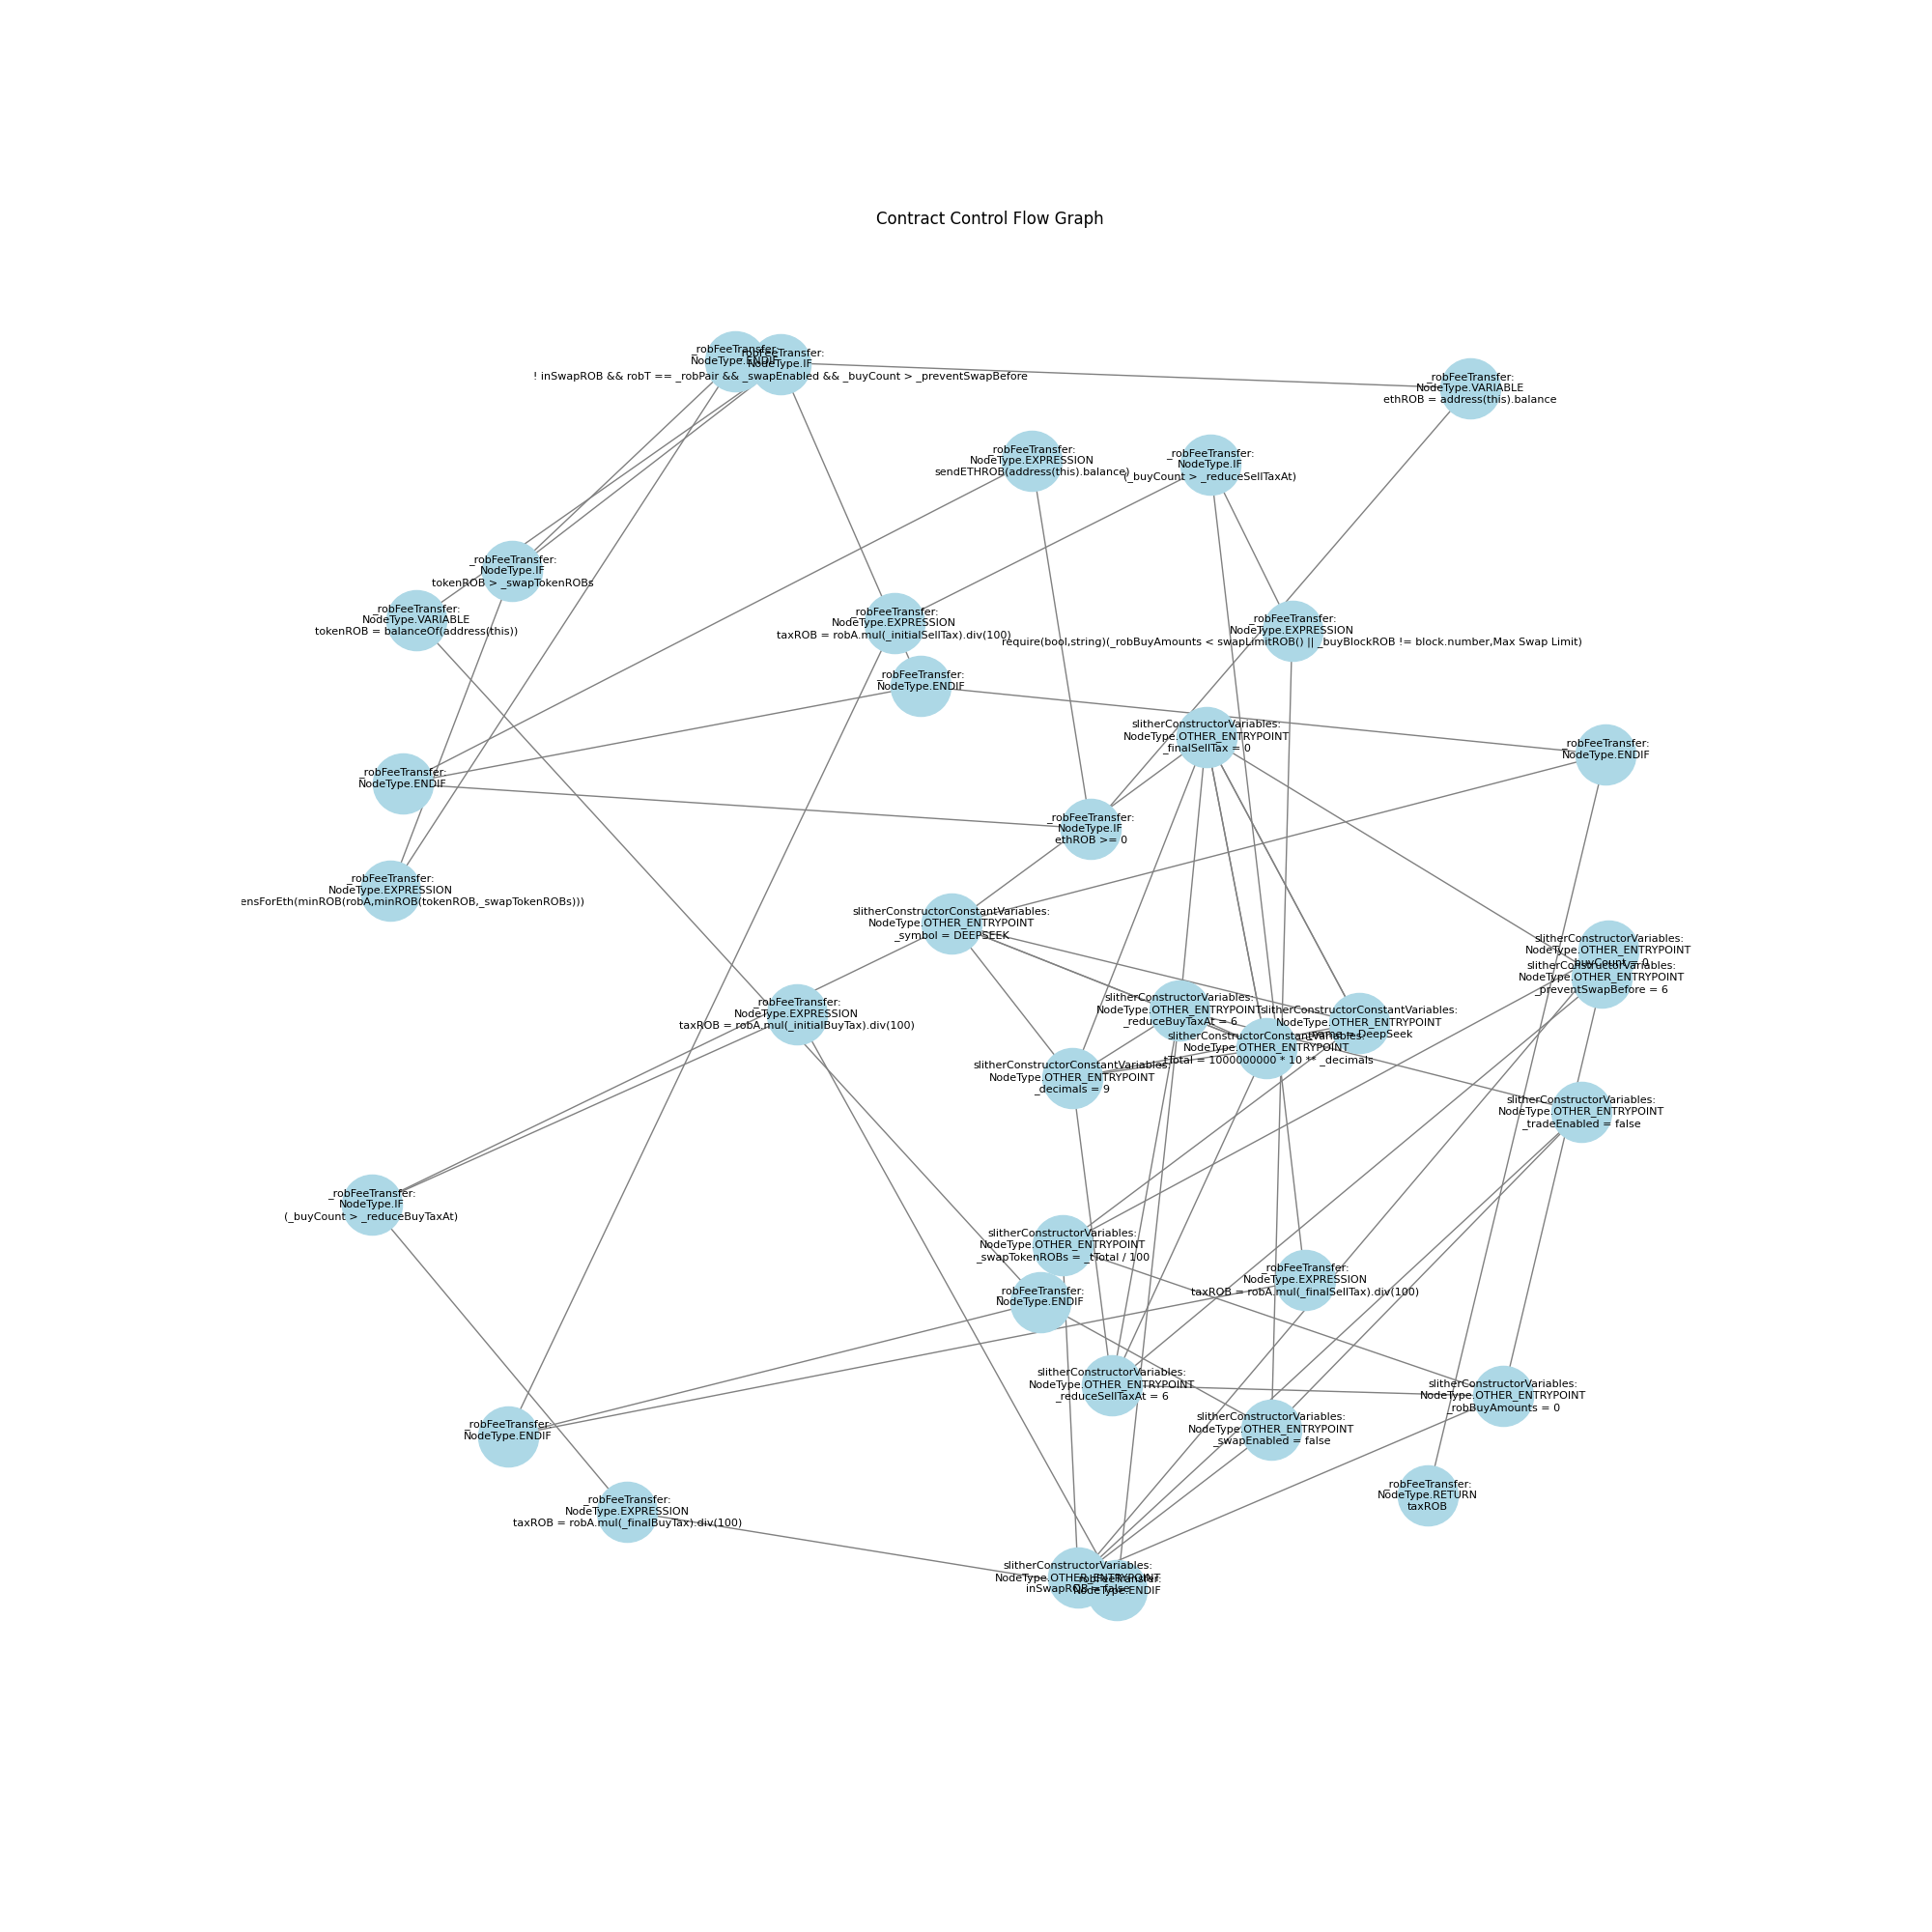 Contract Control Flow Graph
_robFeeTransfer:
NodeType.ENDIF
_robFeeTransfer:
NodeType.IF
! inSwapROB && robT == _robPair && _swapEnabled && _buyCount > _preventSwapBefore
_robFeeTransfer:
NodeType.VARIABLE
ethROB = address(this).balance
_robFeeTransfer:
NodeType.EXPRESSION
sendETHROB(address(this).balance)
_robFeeTransfer:
NodeType.IF
(_buyCount > _reduceSellTaxAt)
_robFeeTransfer:
NodeType.IF
tokenROB > _swapTokenROBs
_robFeeTransfer:
NodeType.VARIABLE
tokenROB = balanceOf(address(this))
_robFeeTransfer:
NodeType.EXPRESSION
taxROB = robA.mul(_initialSellTax).div(100)
_robFeeTransfer:
NodeType.EXPRESSION
require(bool,string)(_robBuyAmounts < swapLimitROB() || _buyBlockROB != block.number,Max Swap Limit)
_robFeeTransfer:
NodeType.ENDIF
slitherConstructorVariables:
NodeType.OTHER_ENTRYPOINT
_finalSellTax = 0
_robFeeTransfer:
NodeType.ENDIF
_robFeeTransfer:
NodeType.ENDIF
_robFeeTransfer:
NodeType.IF
ethROB >= 0
_robFeeTransfer:
NodeType.EXPRESSION
ensForEth(minROB(robA,minROB(tokenROB,_swapTokenROBs)))
slitherConstructorConstantVariables:
NodeType.OTHER_ENTRYPOINT
_symbol = DEEPSEEK
slitherConstructorVariables:
NodeType.OTHER_ENTRYPOINT
_buyCount = 0
slitherConstructorVariables:
NodeType.OTHER_ENTRYPOINT
_preventSwapBefore = 6
_robFeeTransfer:
NodeType.EXPRESSION
taxROB = robA.mul(_initialBuyTax).div(100)
slitherConstructorVariables:
NodeType.OTHER_ENTRYPOINT
_reduceBuyTaxAt = 6
slitherConstructorConstantVariables:
NodeType.OTHER_ENTRYPOINT
_name = DeepSeek
slitherConstructorConstantVariables:
NodeType.OTHER_ENTRYPOINT
_tTotal = 1000000000 * 10 ** _decimals
slitherConstructorConstantVariables:
NodeType.OTHER_ENTRYPOINT
_decimals = 9
slitherConstructorVariables:
NodeType.OTHER_ENTRYPOINT
_tradeEnabled = false
_robFeeTransfer:
NodeType.IF
(_buyCount > _reduceBuyTaxAt)
slitherConstructorVariables:
NodeType.OTHER_ENTRYPOINT
_swapTokenROBs = _tTotal / 100
_robFeeTransfer:
NodeType.EXPRESSION
taxROB = robA.mul(_finalSellTax).div(100)
_robFeeTransfer:
NodeType.ENDIF
slitherConstructorVariables:
NodeType.OTHER_ENTRYPOINT
_reduceSellTaxAt = 6
slitherConstructorVariables:
NodeType.OTHER_ENTRYPOINT
_robBuyAmounts = 0
slitherConstructorVariables:
NodeType.OTHER_ENTRYPOINT
_swapEnabled = false
_robFeeTransfer:
NodeType.ENDIF
_robFeeTransfer:
NodeType.RETURN
taxROB
_robFeeTransfer:
NodeType.EXPRESSION
taxROB = robA.mul(_finalBuyTax).div(100)
slitherConstructorVariables:
NodeType.OTHER_ENTRYPOINT
inSwapROB = false
_robFeeTransfer:
NodeType.ENDIF